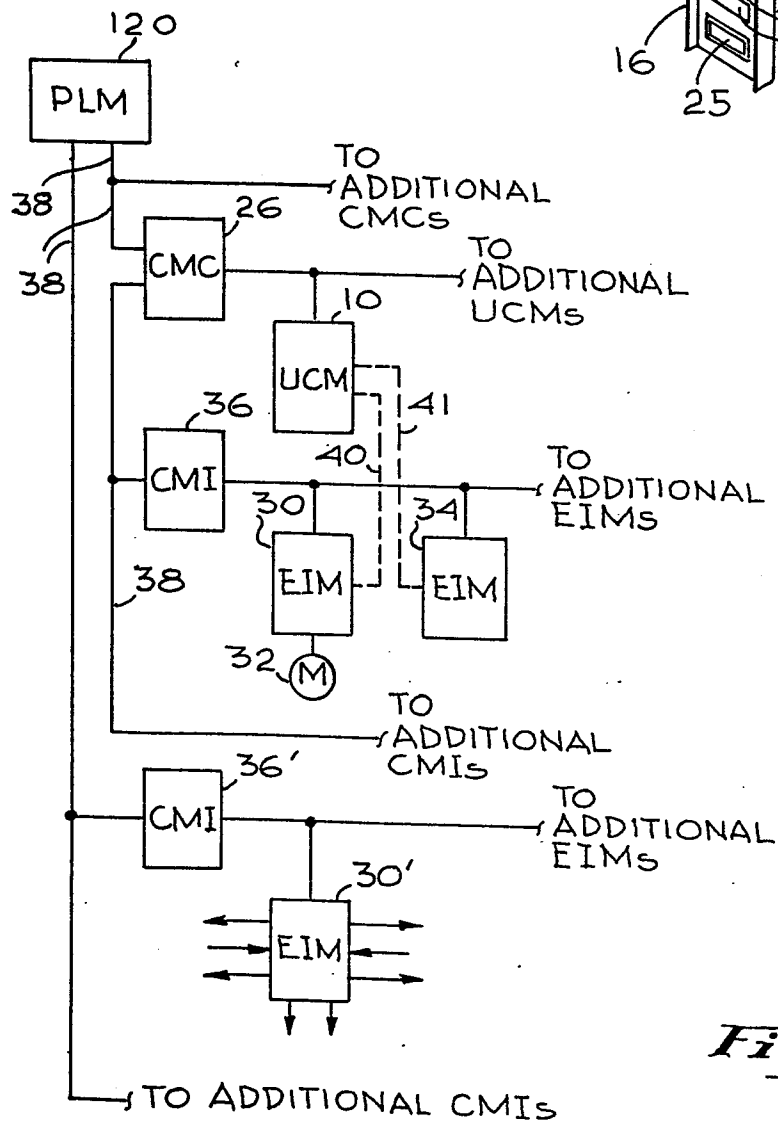 120
PLM
16
25
38
38
TO
ADDITIONAL
CMCs
26
CMC
TO
ADDITIONAL
UCMs
10
UCM
41
40
36
CMI
TO
ADDITIONAL
EIMs
30
EIM
34
EIM
38
32
M
TO
ADDITIONAL
CMIs
36'
CMI
TO
ADDITIONAL
EIMs
30'
EIM
TO ADDITIONAL CMIs